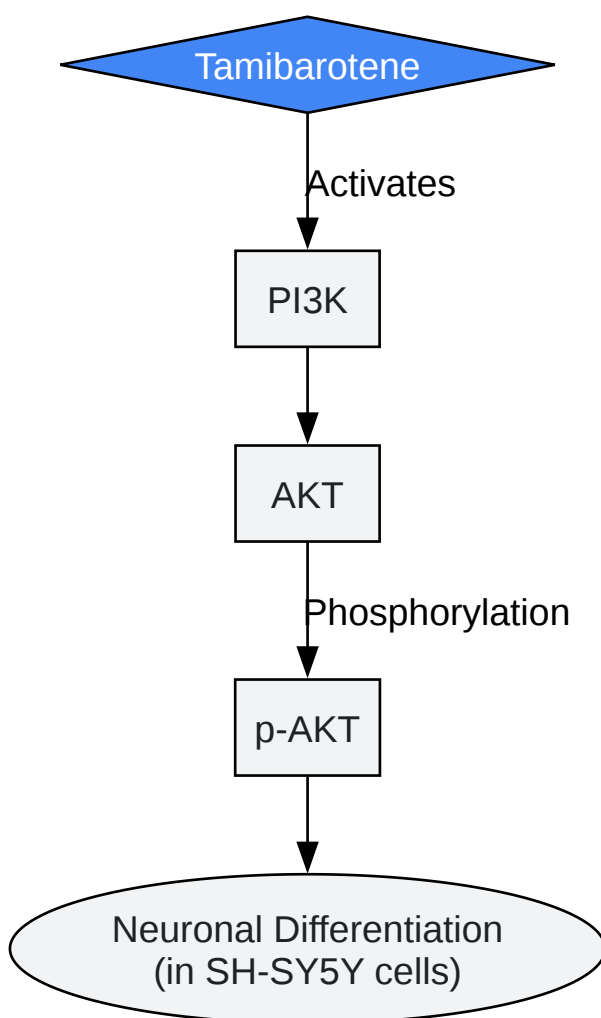 Tamibarotene
Activates
PI3K
AKT
Phosphorylation
p-AKT
Neuronal Differentiation
(in SH-SY5Y cells)